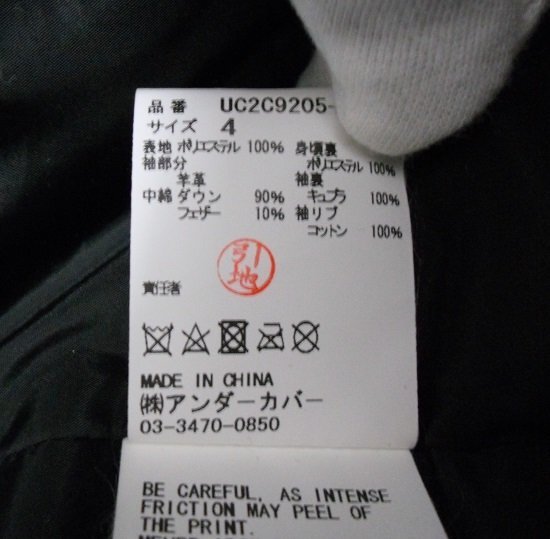 品番 UC2C9205-
サイズ 4
表地 ポリエステル 100% 身頃裏
袖部分 ポリエステル 100%
羊革 袖裏
中綿 ダウン 90% キュプラ 100%
フェザー 10% 袖リブ
コットン 100%
引地
責任者
MADE IN CHINA
㈱アンダーカバー
03-3470-0850
BE CAREFUL, AS INTENSE
FRICTION MAY PEEL OF
THE PRINT.